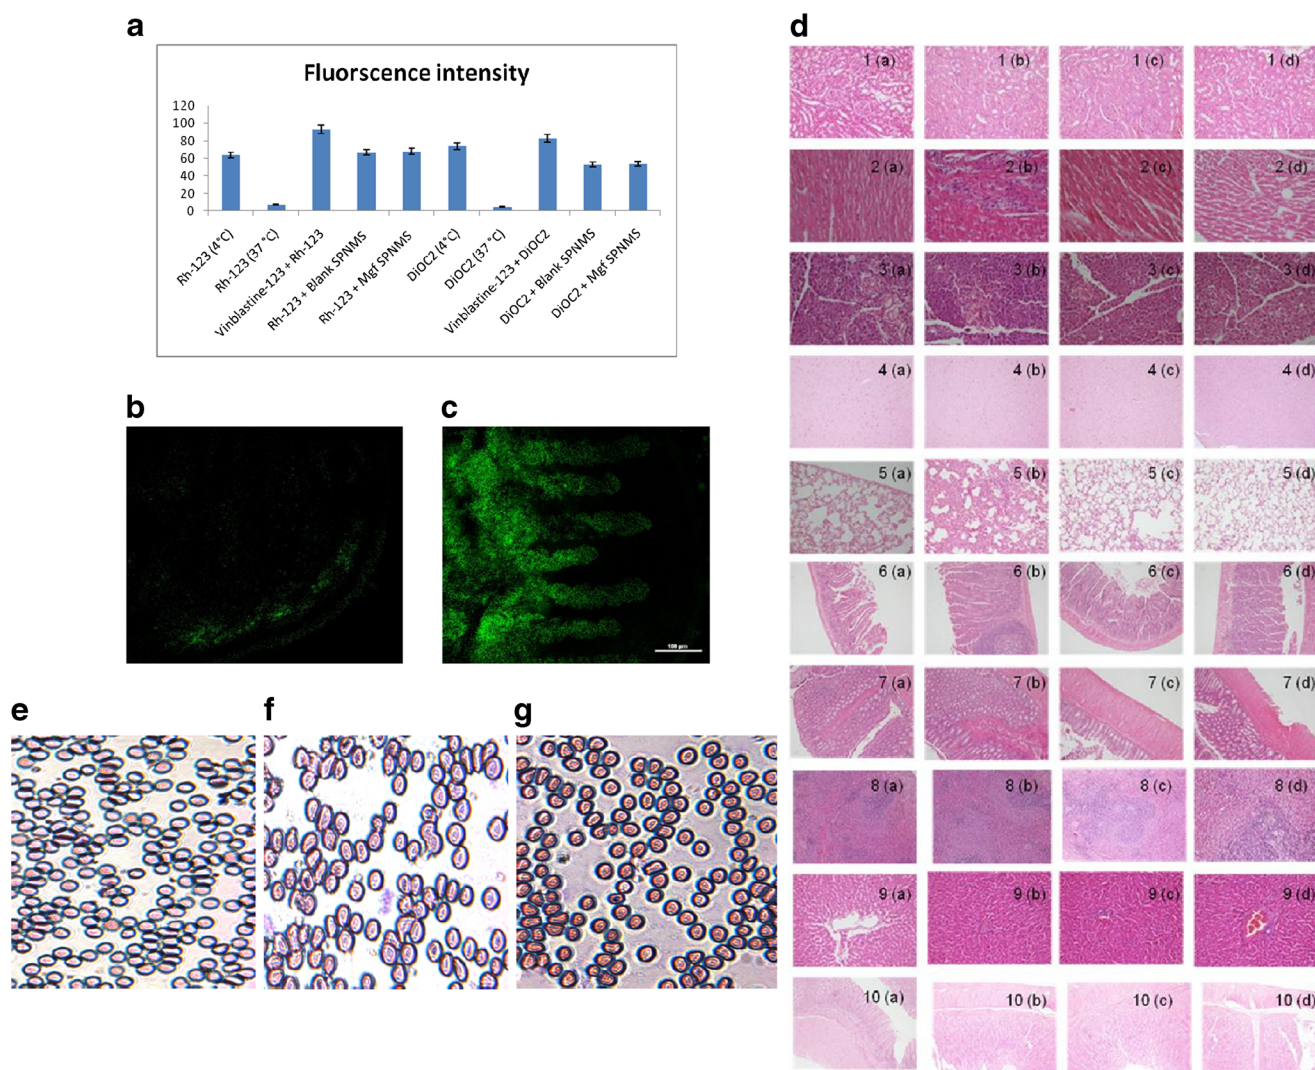 a
Fluorscence intensity
120
100
80
60
40
20
0
Rh-123 (4°C)
Rh-123 (37 °C)
Vinblastine-123 + Rh-123
Rh-123 + Blank SPNMS
Rh-123 + Mgf SPNMS
DiOC2 (4°C)
DiOC2 (37 °C)
Vinblastine-123 + DiOC2
DiOC2 + Blank SPNMS
DiOC2 + Mgf SPNMS
b
c
100 µm
d
1 (a) 1 (b) 1 (c) 1 (d)
2 (a) 2 (b) 2 (c) 2 (d)
3 (a) 3 (b) 3 (c) 3 (d)
4 (a) 4 (b) 4 (c) 4 (d)
5 (a) 5 (b) 5 (c) 5 (d)
6 (a) 6 (b) 6 (c) 6 (d)
7 (a) 7 (b) 7 (c) 7 (d)
8 (a) 8 (b) 8 (c) 8 (d)
9 (a) 9 (b) 9 (c) 9 (d)
10 (a) 10 (b) 10 (c) 10 (d)
e
f
g